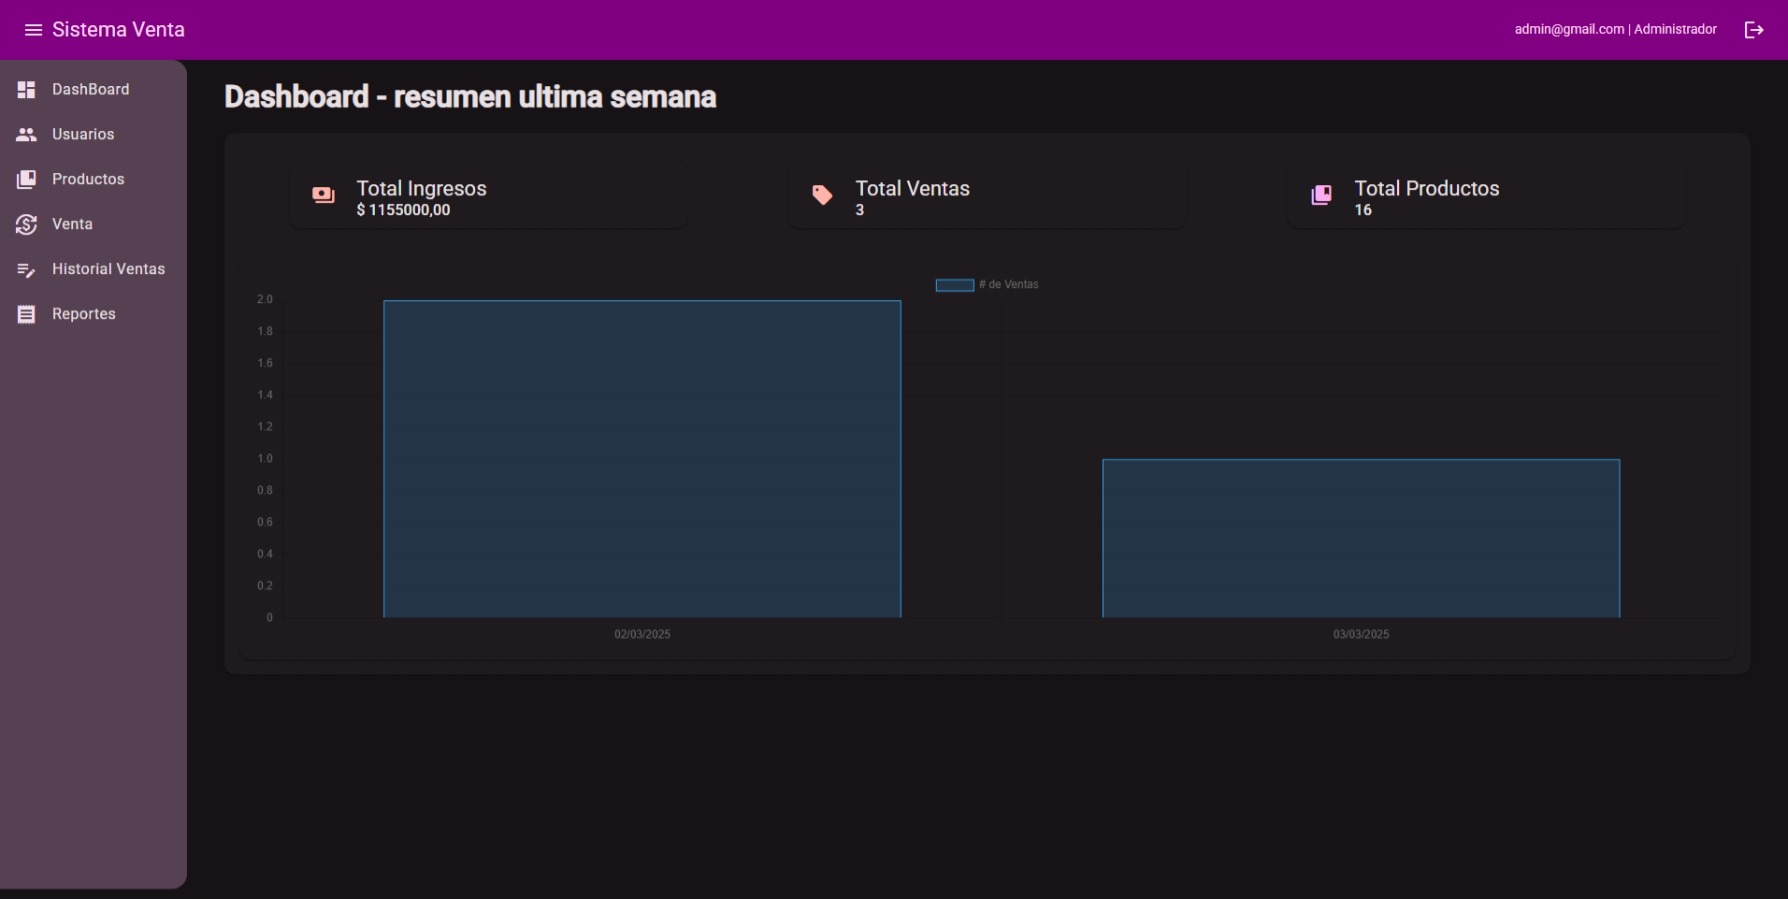 Sistema Venta
admin@gmail.com | Administrador
DashBoard
Usuarios
Productos
Venta
Historial Ventas
Reportes
Dashboard - resumen ultima semana
Total Ingresos
$ 1155000,00
Total Ventas
3
Total Productos
16
# de Ventas
2.0
1.8
1.6
1.4
1.2
1.0
0.8
0.6
0.4
0.2
0
02/03/2025
03/03/2025